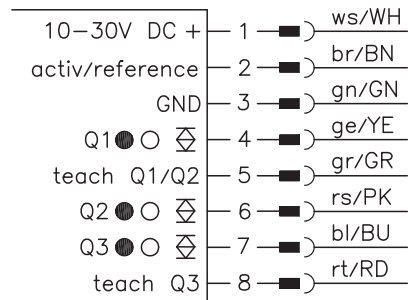 10-30V DC + 1 ws/WH
activ/reference 2 br/BN
GND 3 gn/GN
Q1 4 ge/YE
teach Q1/Q2 5 gr/GR
Q2 6 rs/PK
Q3 7 bl/BU
teach Q3 8 rt/RD